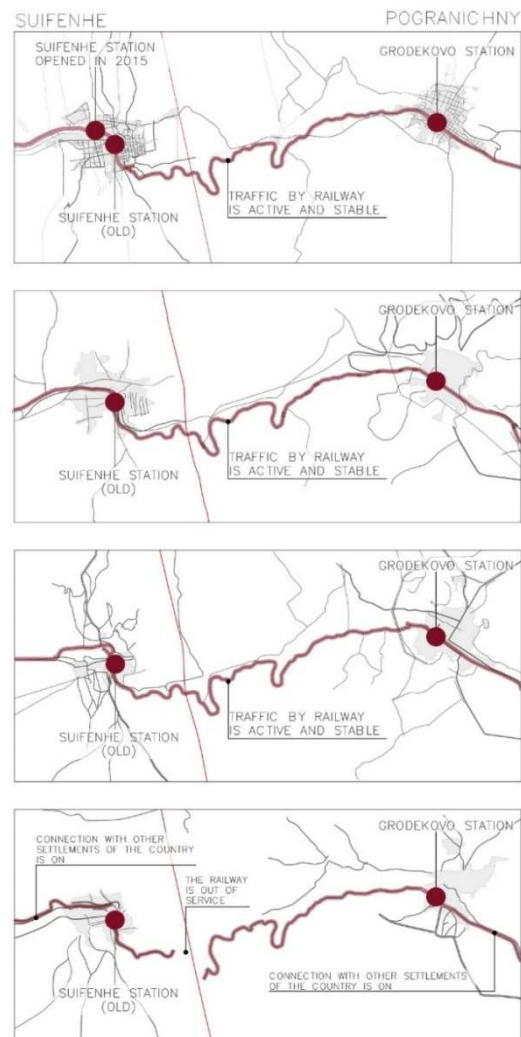 SUIFENHE
POGRANICHNY
SUIFENHE STATION
OPENED IN 2015
GRODEKOVO STATION
TRAFFIC BY RAILWAY
IS ACTIVE AND STABLE
SUIFENHE STATION
(OLD)
GRODEKOVO STATION
TRAFFIC BY RAILWAY
IS ACTIVE AND STABLE
SUIFENHE STATION
(OLD)
GRODEKOVO STATION
TRAFFIC BY RAILWAY
IS ACTIVE AND STABLE
SUIFENHE STATION
(OLD)
GRODEKOVO STATION
CONNECTION WITH OTHER
SETTLEMENTS OF THE COUNTRY
IS ON
THE RAILWAY
IS OUT OF
SERVICE
CONNECTION WITH OTHER SETTLEMENTS
OF THE COUNTRY IS ON
SUIFENHE STATION
(OLD)